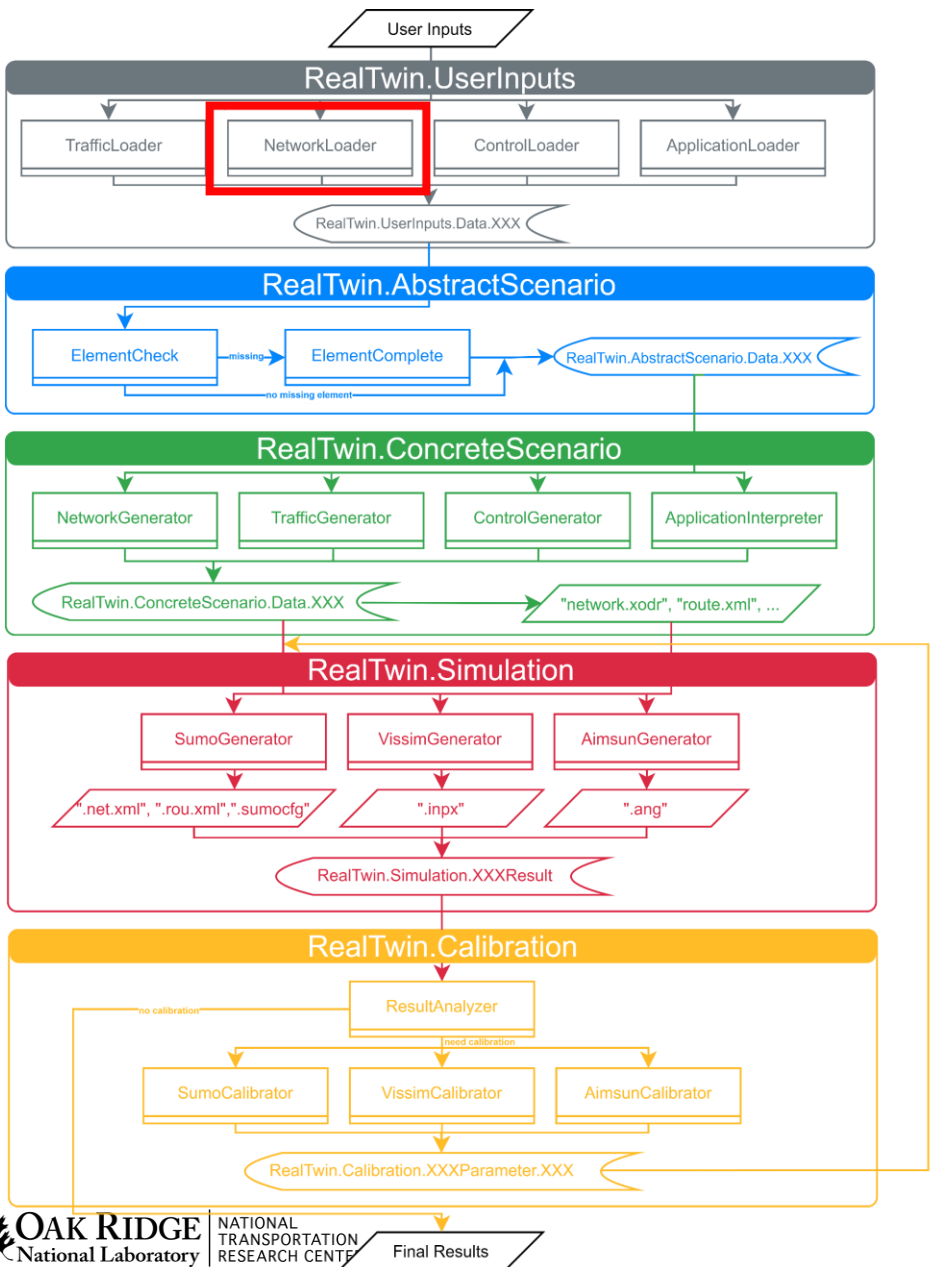 User Inputs
RealTwin.UserInputs
TrafficLoader
NetworkLoader
ControlLoader
ApplicationLoader
RealTwin.UserInputs.Data.XXX
RealTwin.AbstractScenario
ElementCheck
missing
ElementComplete
RealTwin.AbstractScenario.Data.XXX
no missing element
RealTwin.ConcreteScenario
NetworkGenerator
TrafficGenerator
ControlGenerator
ApplicationInterpreter
RealTwin.ConcreteScenario.Data.XXX
"network.xodr", "route.xml", ...
RealTwin.Simulation
SumoGenerator
VissimGenerator
AimsunGenerator
".net.xml", ".rou.xml",".sumocfg"
".inpx"
".ang"
RealTwin.Simulation.XXXResult
RealTwin.Calibration
ResultAnalyzer
no calibration
need calibration
SumoCalibrator
VissimCalibrator
AimsunCalibrator
RealTwin.Calibration.XXXParameter.XXX
OAK RIDGE
National Laboratory
NATIONAL
TRANSPORTATION
RESEARCH CENTE
Final Results